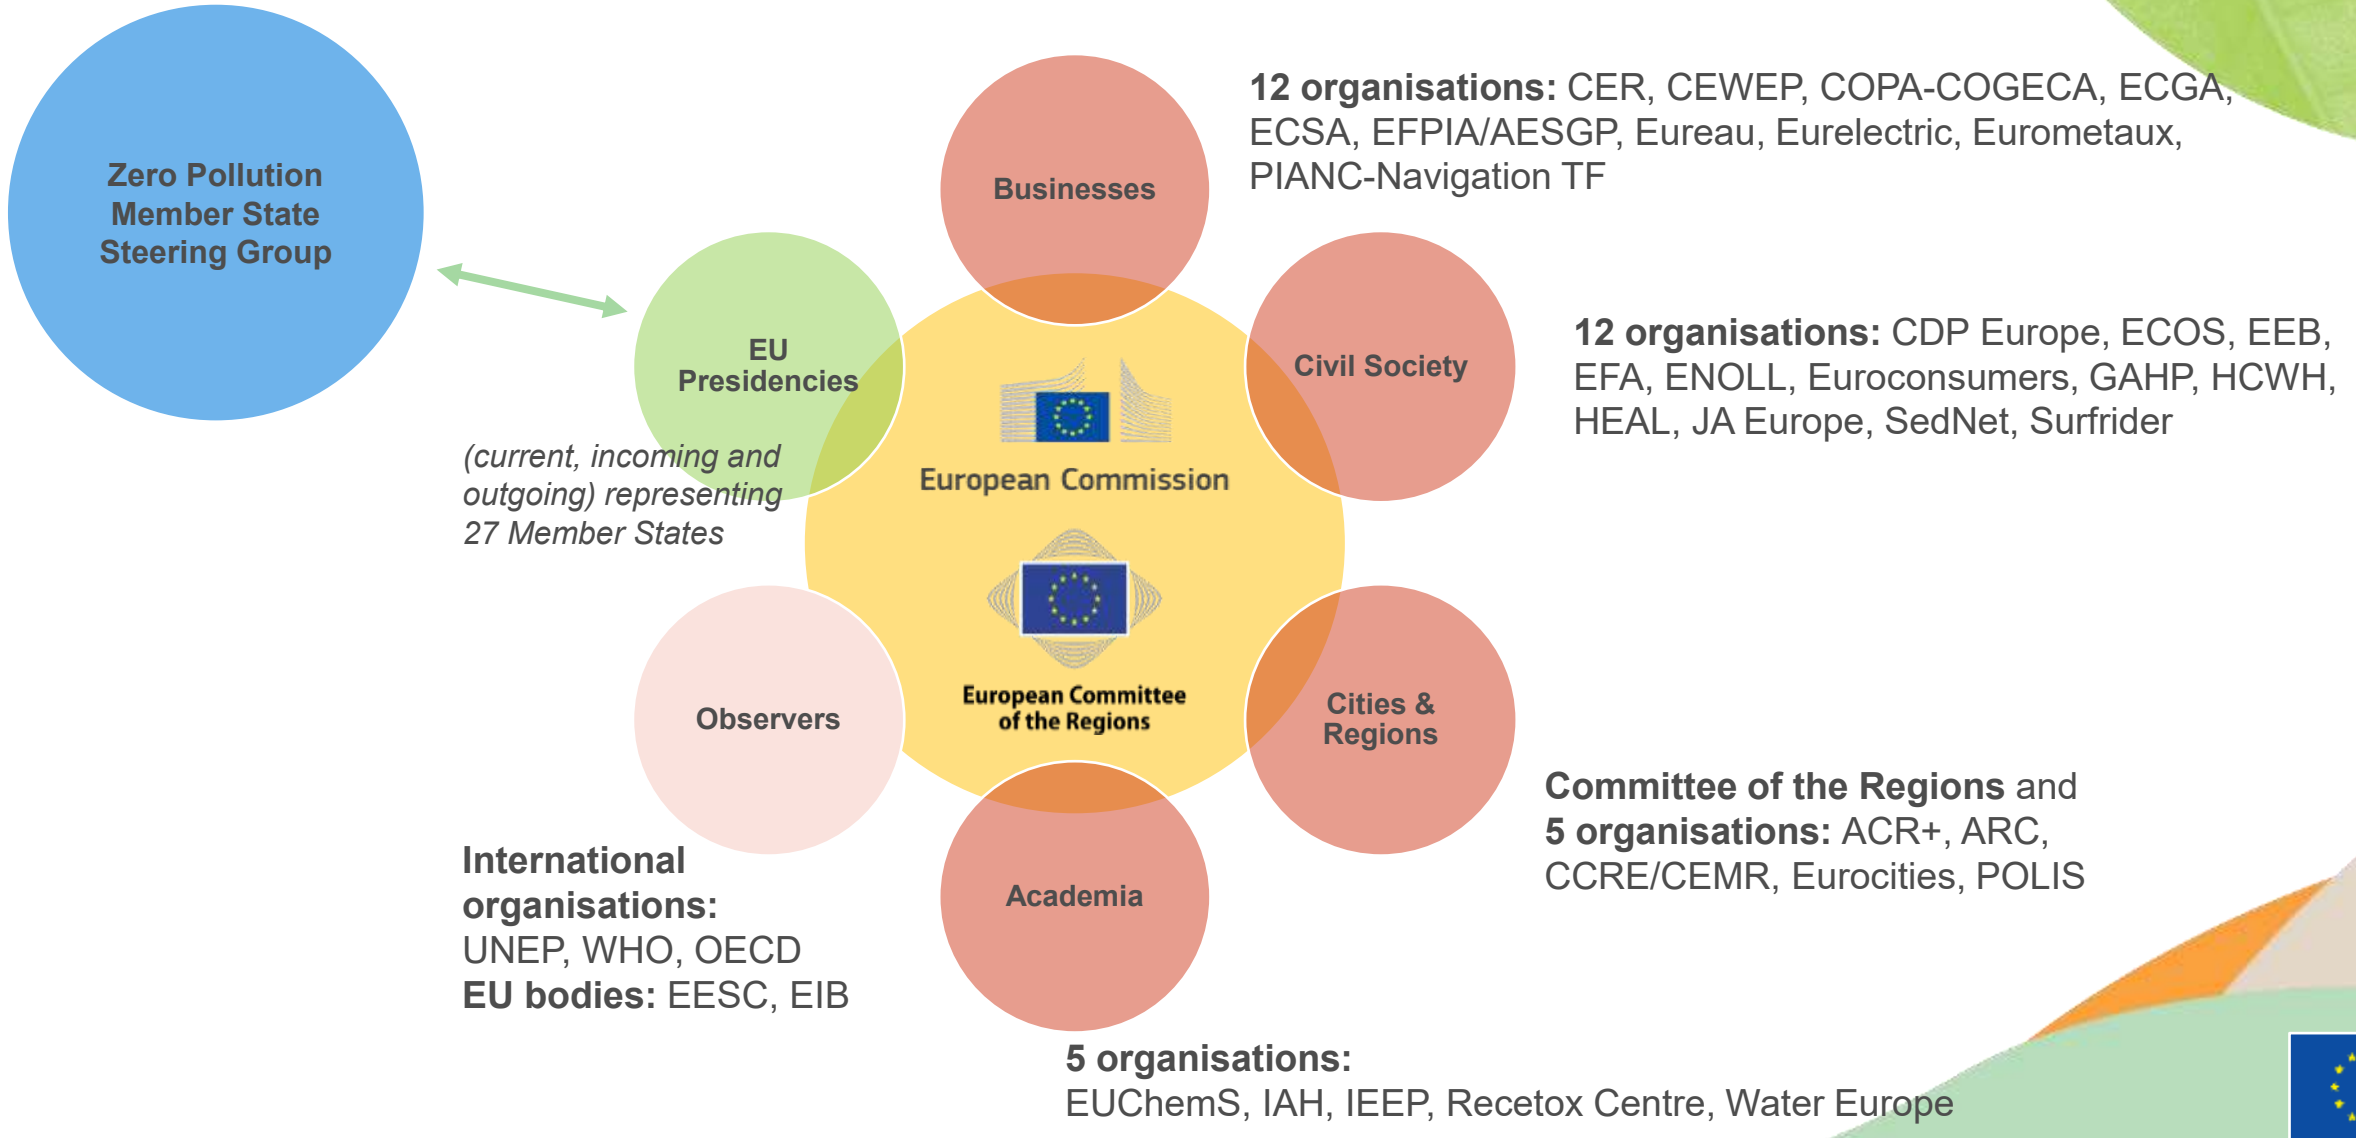 Zero Pollution
Member State
Steering Group
Businesses
12 organisations: CER, CEWEP, COPA-COGECA, ECGA,
ECSA, EFPIA/AESGP, Eureau, Eurelectric, Eurometaux,
PIANC-Navigation TF
EU
Presidencies
(current, incoming and
outgoing) representing
27 Member States
Civil Society
12 organisations: CDP Europe, ECOS, EEB,
EFA, ENOLL, Euroconsumers, GAHP, HCWH,
HEAL, JA Europe, SedNet, Surfrider
European Commission
European Committee
of the Regions
Observers
International
organisations:
UNEP, WHO, OECD
EU bodies: EESC, EIB
Cities &
Regions
Committee of the Regions and
5 organisations: ACR+, ARC,
CCRE/CEMR, Eurocities, POLIS
Academia
5 organisations:
EUChemS, IAH, IEEP, Recetox Centre, Water Europe